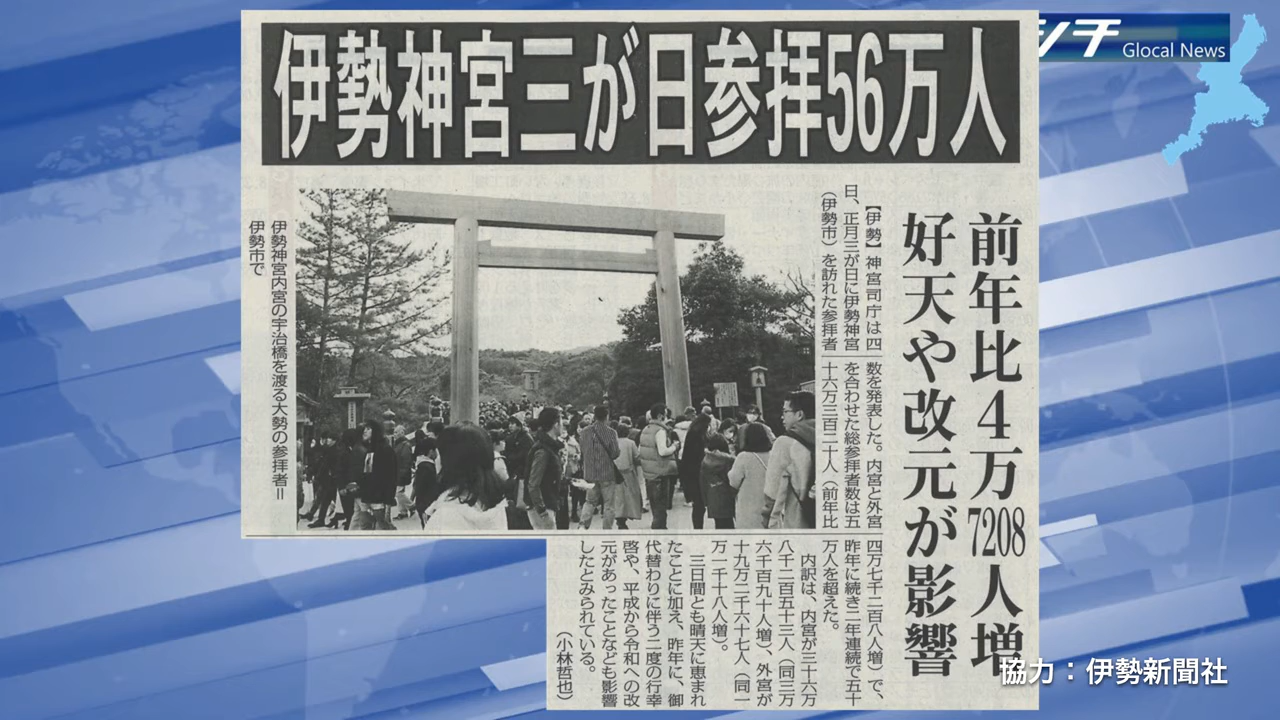 シチ
Glocal News
伊勢神宮三が日参拝56万人
前年比4万7208人増
好天や改元が影響
【伊勢】神宮司庁は四
日、正月三が日に伊勢神宮
（伊勢市）を訪れた参拝者
数を発表した。内宮と外宮
を合わせた総参拝者数は五
十六万三百二十人（前年比
四万七千二百八人増）で、
昨年に続き二年連続で五十
万人を超えた。
内訳は、内宮が三十六万
八千二百五十三人（同三万
六千百九十人増）、外宮が
十九万二千六十七人（同一
万一千十八人増）。
三日間とも晴天に恵まれ
たことに加え、昨年に、御
代替わりに伴う二度の行幸
啓や、平成から令和への改
元があったことなども影響
したとみられている。
（小林哲也）
伊勢神宮内宮の宇治橋を渡る大勢の参拝者＝
伊勢市で
協力：伊勢新聞社